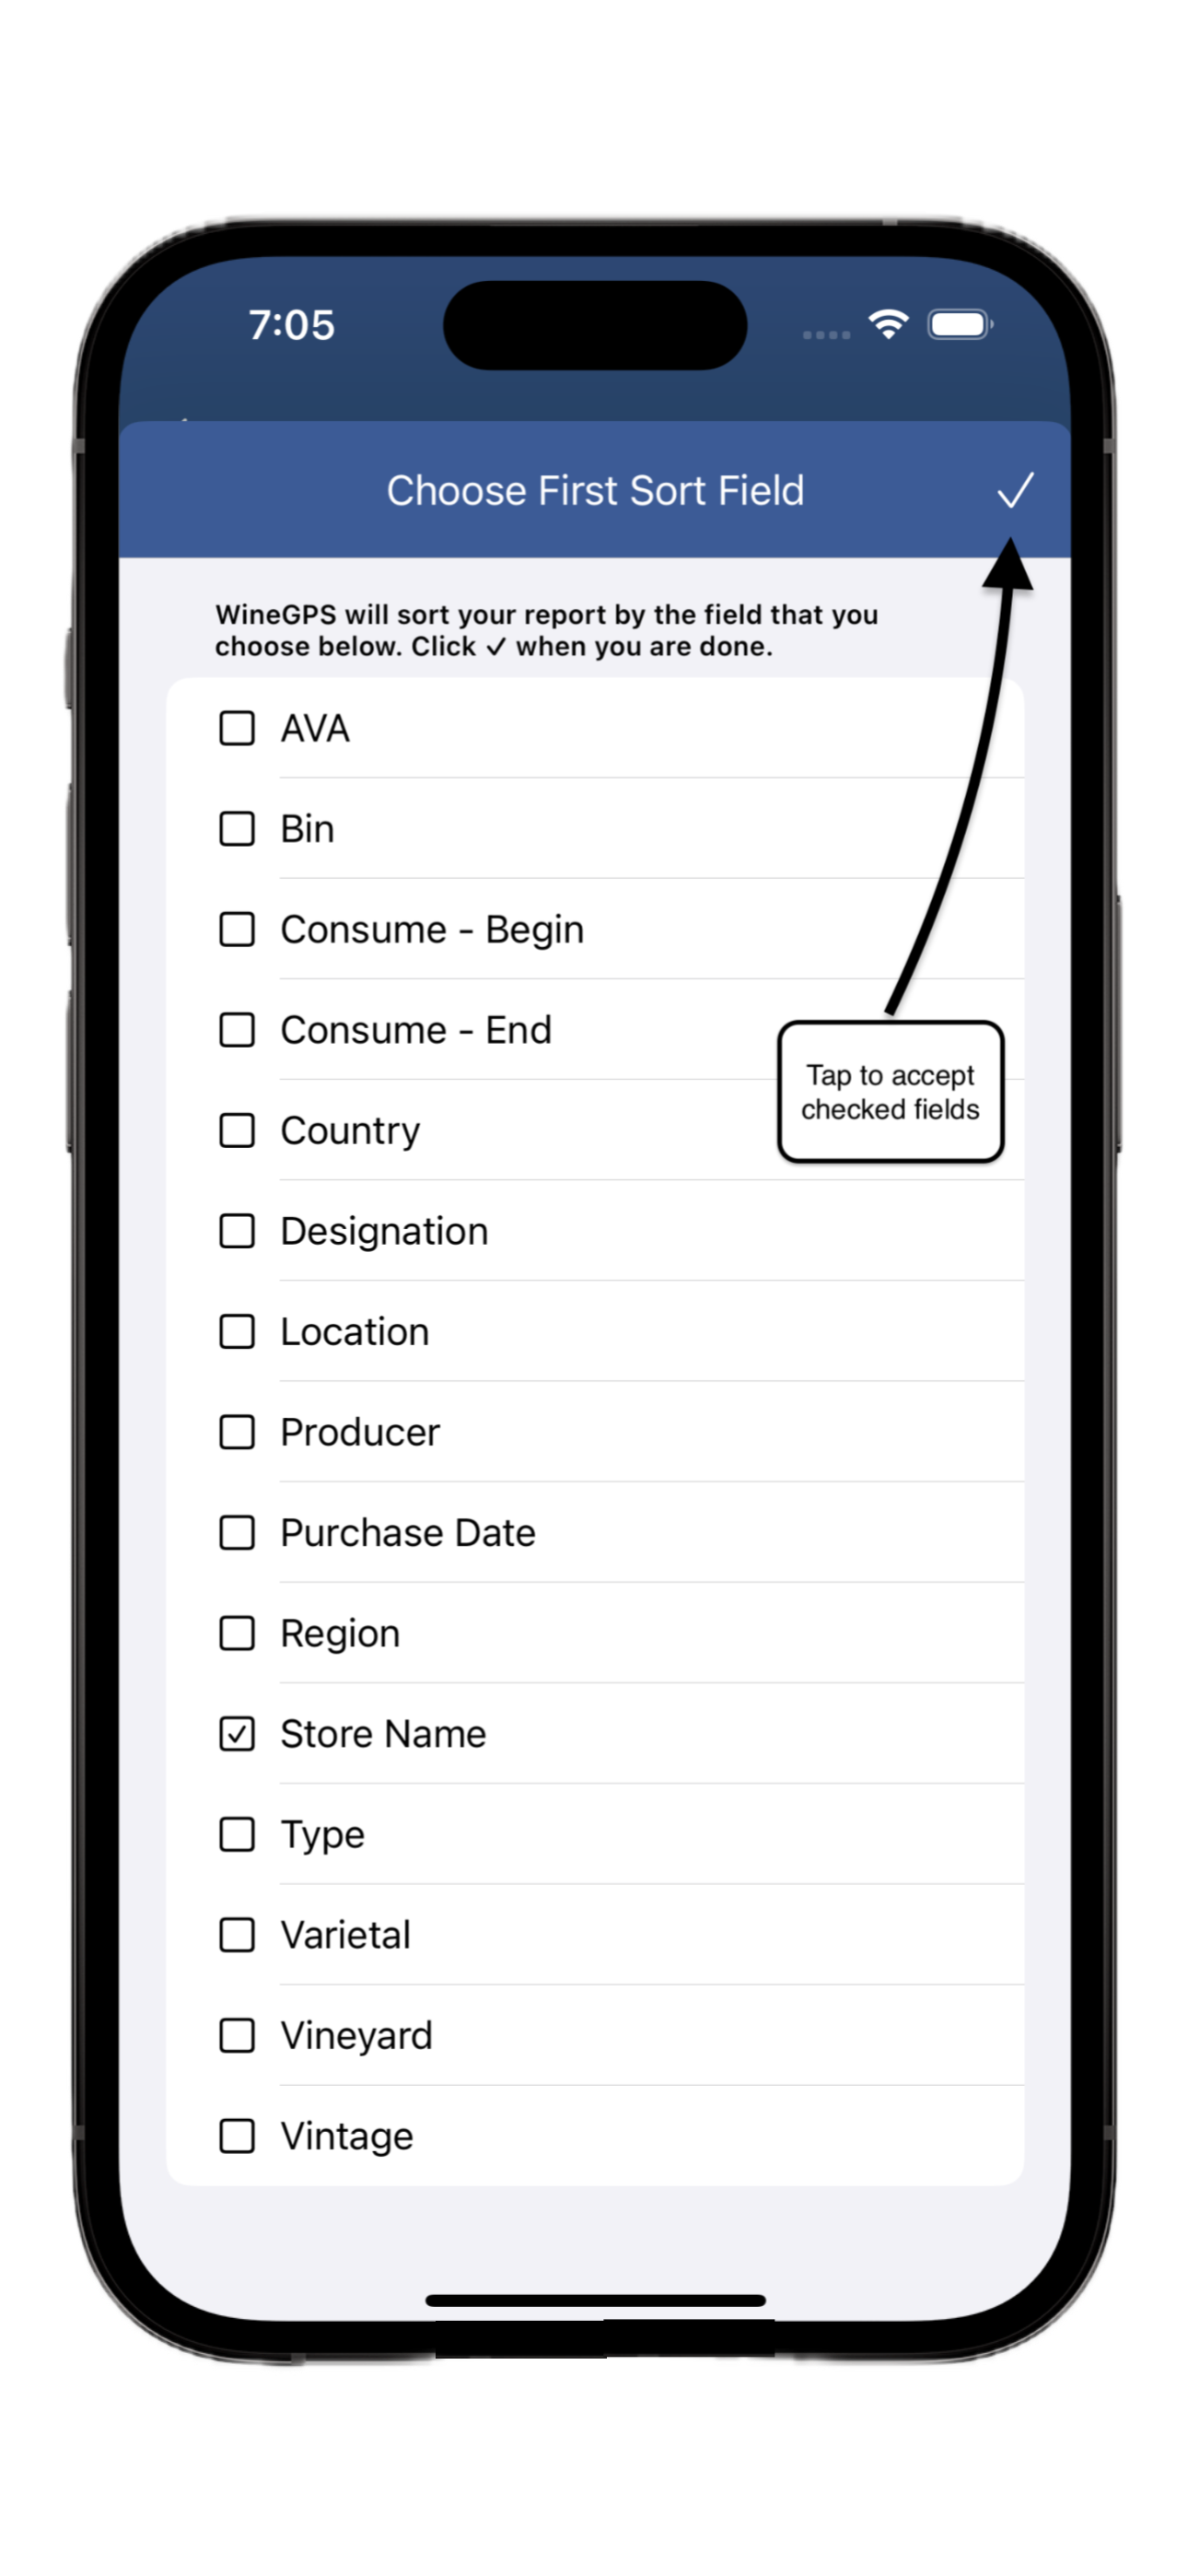 7:05
Choose First Sort Field
WineGPS will sort your report by the field that you
choose below. Click ✓ when you are done.
AVA
Bin
Consume - Begin
Consume - End
Tap to accept
checked fields
Country
Designation
Location
Producer
Purchase Date
Region
Store Name
Type
Varietal
Vineyard
Vintage